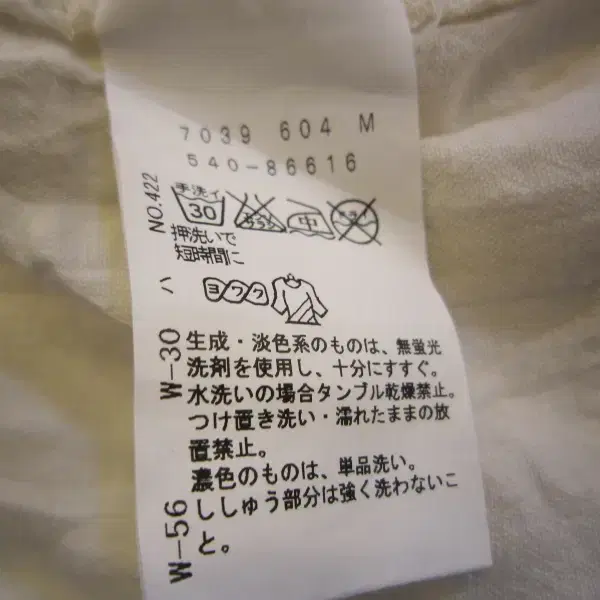 7039 604 M
540-86616
NO.422
手洗イ
30
中
押洗いで
短時間に
ハ
ヨワク
W-30
生成・淡色系のものは、無蛍光
洗剤を使用し、十分にすすぐ。
水洗いの場合タンブル乾燥禁止。
つけ置き洗い・濡れたままの放
置禁止。
濃色のものは、単品洗い。
W-56
ししゅう部分は強く洗わないこ
と。